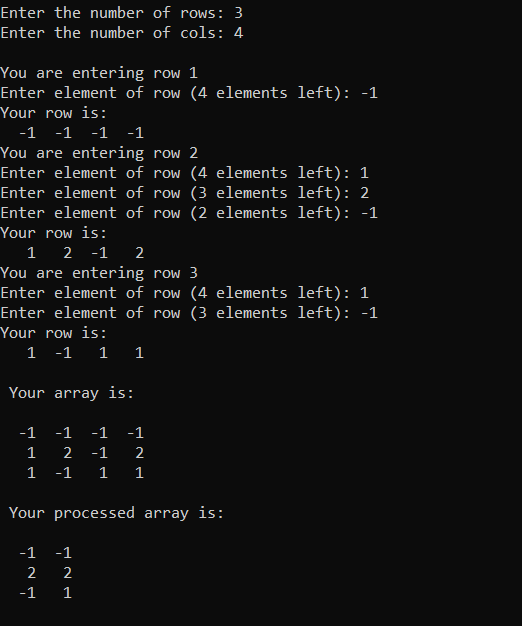 Enter the number of rows: 3
Enter the number of cols: 4
You are entering row 1
Enter element of row (4 elements left): -1
Your row is:
-1 -1 -1 -1
You are entering row 2
Enter element of row (4 elements left): 1
Enter element of row (3 elements left): 2
Enter element of row (2 elements left): -1
Your row is:
1 2 -1 2
You are entering row 3
Enter element of row (4 elements left): 1
Enter element of row (3 elements left): -1
Your row is:
1 -1 1 1
Your array is:
-1 -1 -1 -1
1 2 -1 2
1 -1 1 1
Your processed array is:
-1 -1
2 2
-1 1